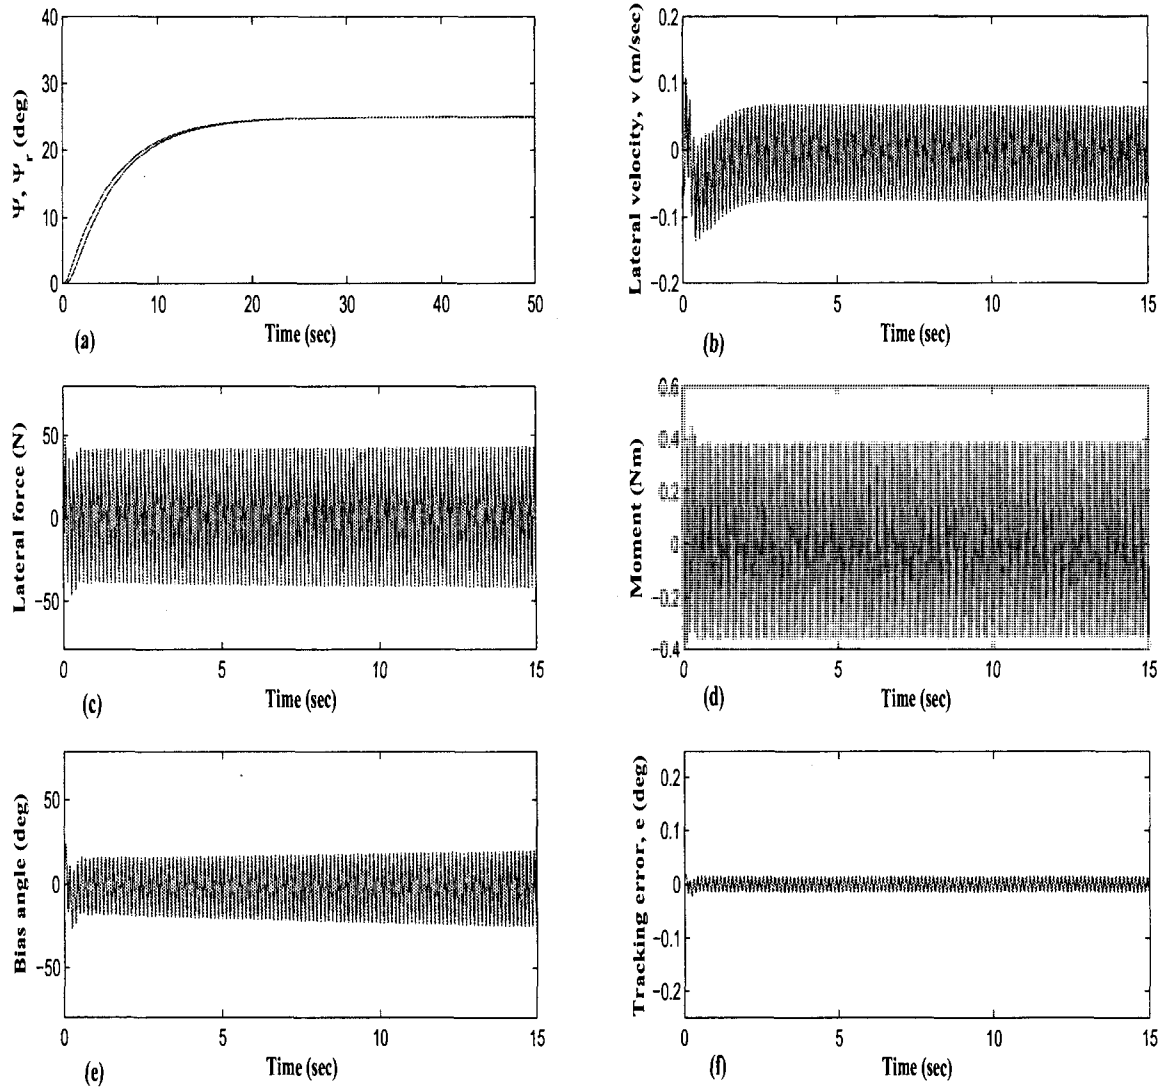 40
30
20
10
0
Ψ, Ψr (deg)
0 10 20 30 40 50
Time (sec)
(a)
0.2
0.1
0
−0.1
−0.2
Lateral velocity, v (m/sec)
0 5 10 15
Time (sec)
(b)
50
0
−50
Lateral force (N)
0 5 10 15
Time (sec)
(c)
0.6
0.4
0.2
0
−0.2
−0.4
Moment (Nm)
0 5 10 15
Time (sec)
(d)
50
0
−50
Bias angle (deg)
0 5 10 15
Time (sec)
(e)
0.2
0.1
0
−0.1
−0.2
Tracking error, e (deg)
0 5 10 15
Time (sec)
(f)